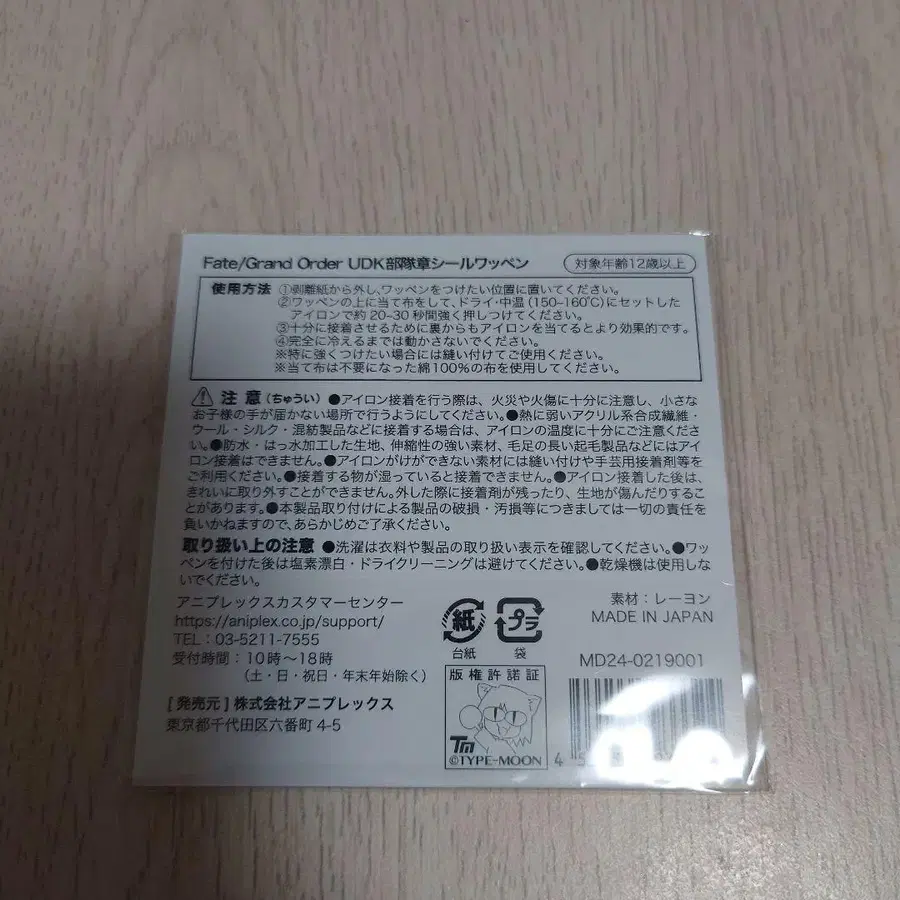 Fate/Grand Order UDK部隊章シールワッペン
対象年齢12歳以上
使用方法 ①剥離紙から外し、ワッペンをつけたい位置に置いてください。
②ワッペンの上に当て布をして、ドライ・中温(150~160℃)にセットした
アイロンで約20~30秒間強く押しつけてください。
③十分に接着させるために裏からもアイロンを当てるとより効果的です。
④完全に冷えるまでは動かさないでください。
※特に強くつけたい場合には縫い付けてご使用ください。
※当て布は不要になった綿100%の布を使用してください。
注意(ちゅうい) ●アイロン接着を行う際は、火災や火傷に十分に注意し、小さな
お子様の手が届かない場所で行うようにしてください。●熱に弱いアクリル系合成繊維・
ウール・シルク・混紡製品などに接着する場合は、アイロンの温度に十分にご注意くださ
い。●防水・はっ水加工した生地、伸縮性の強い素材、毛足の長い起毛製品などにはアイ
ロン接着はできません。●アイロンがけができない素材には縫い付けや手芸用接着剤等を
ご利用ください。●接着する物が湿っていると接着できません。●アイロン接着した後は、
きれいに取り外すことができません。外した際に接着剤が残ったり、生地が傷んだりするこ
とがあります。●本製品取り付けによる製品の破損・汚損等につきましては一切の責任を
負いかねますので、あらかじめご了承ください。
取り扱い上の注意 ●洗濯は衣料や製品の取り扱い表示を確認してください。●ワッ
ペンを付けた後は塩素漂白・ドライクリーニングは避けてください。●乾燥機は使用しな
いでください。
アニプレックスカスタマーセンター
https://aniplex.co.jp/support/
TEL:03-5211-7555
受付時間:10時~18時
(土・日・祝日・年末年始除く)
[発売元]株式会社アニプレックス
東京都千代田区六番町4-5
紙
台紙
プラ
袋
版権許諾証
TM
©TYPE-MOON
素材:レーヨン
MADE IN JAPAN
MD24-0219001
4